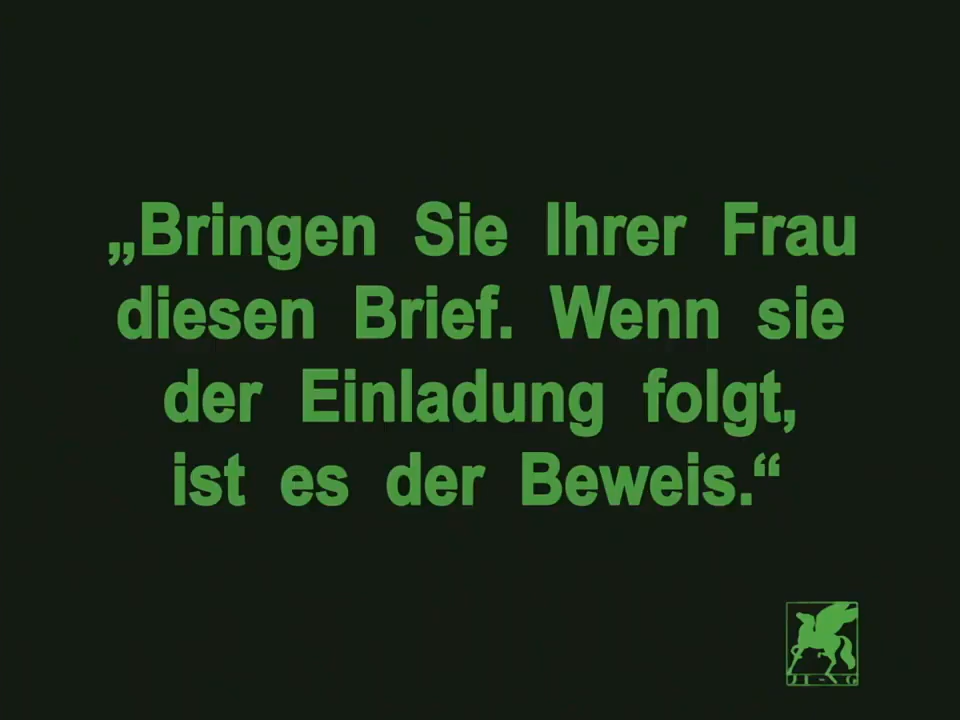 „Bringen Sie Ihrer Frau
diesen Brief. Wenn sie
der Einladung folgt,
ist es der Beweis.“